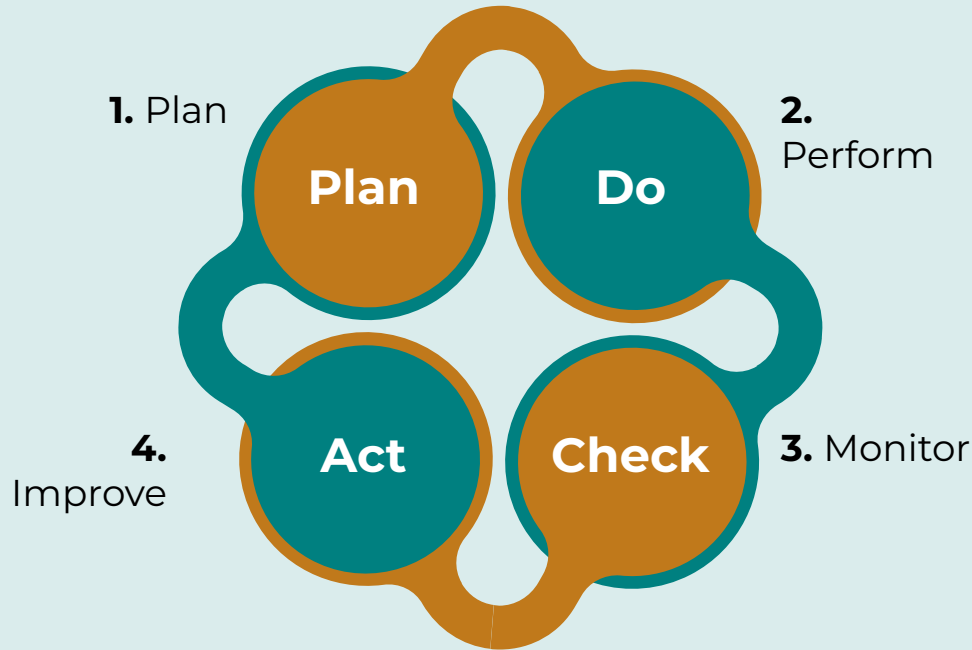 1. Plan
Plan
Do
2.
Perform
4.
Improve
Act
Check
3. Monitor